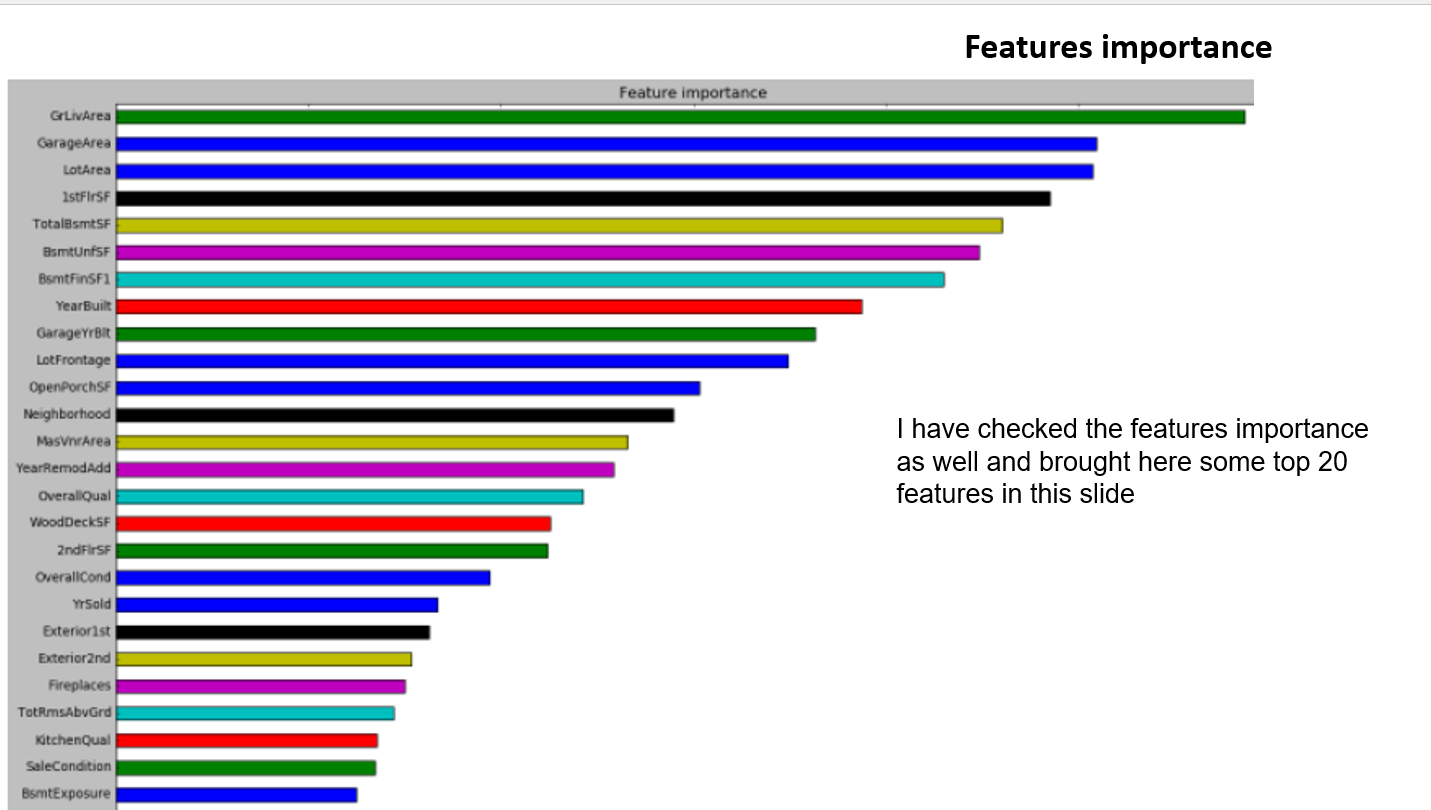 Features importance
Feature importance
GrLivArea
GarageArea
LotArea
1stFlrSF
TotalBsmtSF
BsmtUnfSF
BsmtFinSF1
YearBuilt
GarageYrBlt
LotFrontage
OpenPorchSF
Neighborhood
MasVnrArea
YearRemodAdd
OverallQual
WoodDeckSF
2ndFlrSF
OverallCond
YrSold
Exterior1st
Exterior2nd
Fireplaces
TotRmsAbvGrd
KitchenQual
SaleCondition
BsmtExposure
I have checked the features importance
as well and brought here some top 20
features in this slide